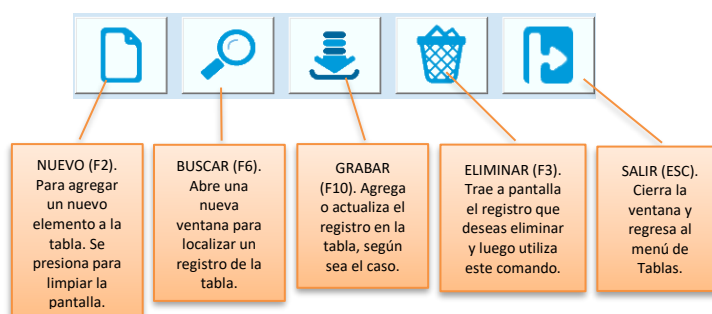 NUEVO (F2).
Para agregar
un nuevo
elemento a la
tabla. Se
presiona para
limpiar la
pantalla.
BUSCAR (F6).
Abre una
nueva
ventana para
localizar un
registro de la
tabla.
GRABAR
(F10). Agrega
o actualiza el
registro en la
tabla, según
sea el caso.
ELIMINAR (F3).
Trae a pantalla
el registro que
deseas eliminar
y luego utiliza
este comando.
SALIR (ESC).
Cierra la
ventana y
regresa al
menú de
Tablas.